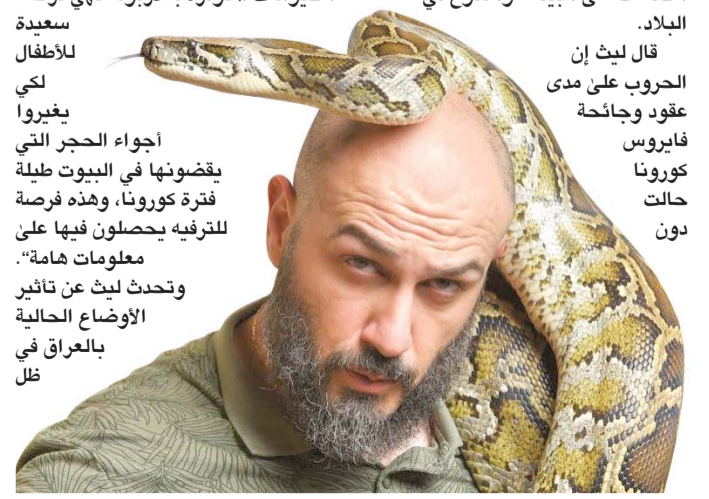 البلاد.
قال ليث إن
الحروب علىٰ مدى
عقود وجائحة
فايروس
كورونا
حالت
دون
سعيدة
للأطفال
لكي
يغيروا
أجواء الحجر التي
يقضونها في البيوت طيلة
فترة كورونا، وهذه فرصة
للترفيه يحصلون فيها علىٰ
معلومات هامة“.
وتحدث ليث عن تأثير
الأوضاع الحالية
بالعراق في
ظل